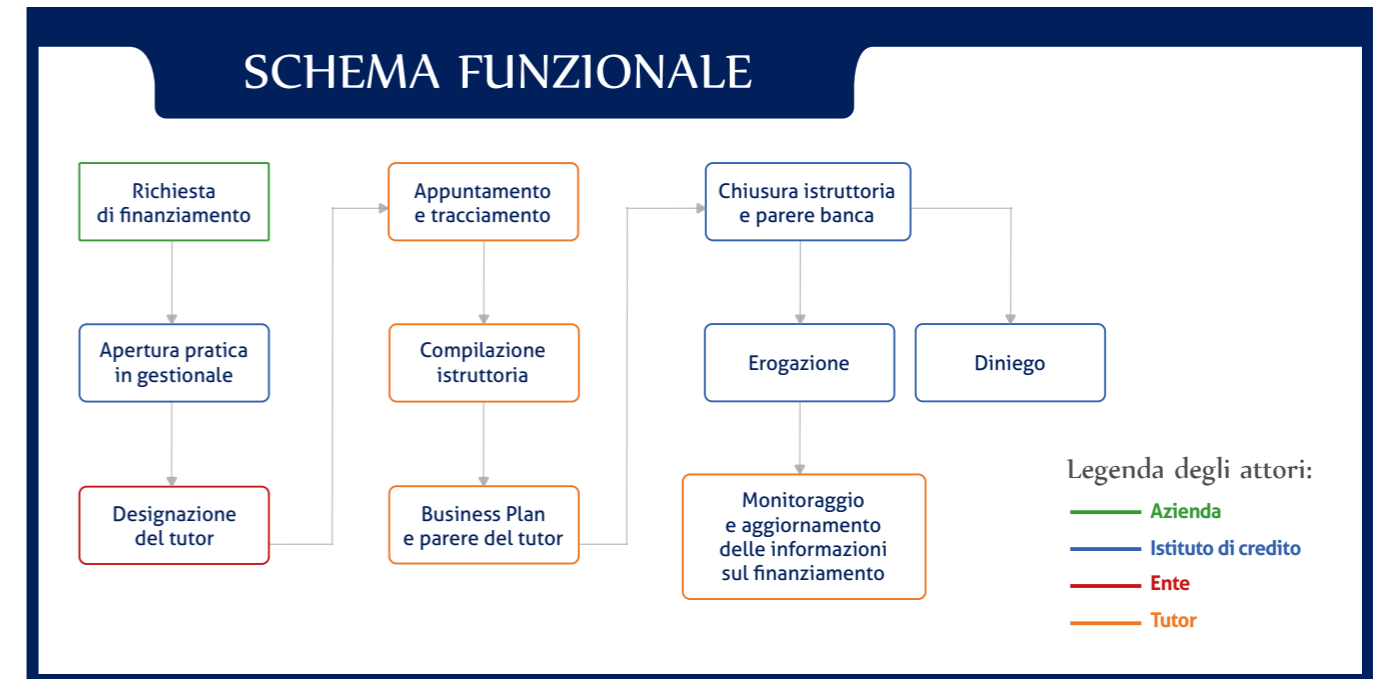 SCHEMA FUNZIONALE
Richiesta
di finanziamento
Apertura pratica
in gestionale
Designazione
del tutor
Appuntamento
e tracciamento
Compilazione
istruttoria
Business Plan
e parere del tutor
Chiusura istruttoria
e parere banca
Erogazione
Diniego
Monitoraggio
e aggiornamento
delle informazioni
sul finanziamento
Legenda degli attori:
Azienda
Istituto di credito
Ente
Tutor